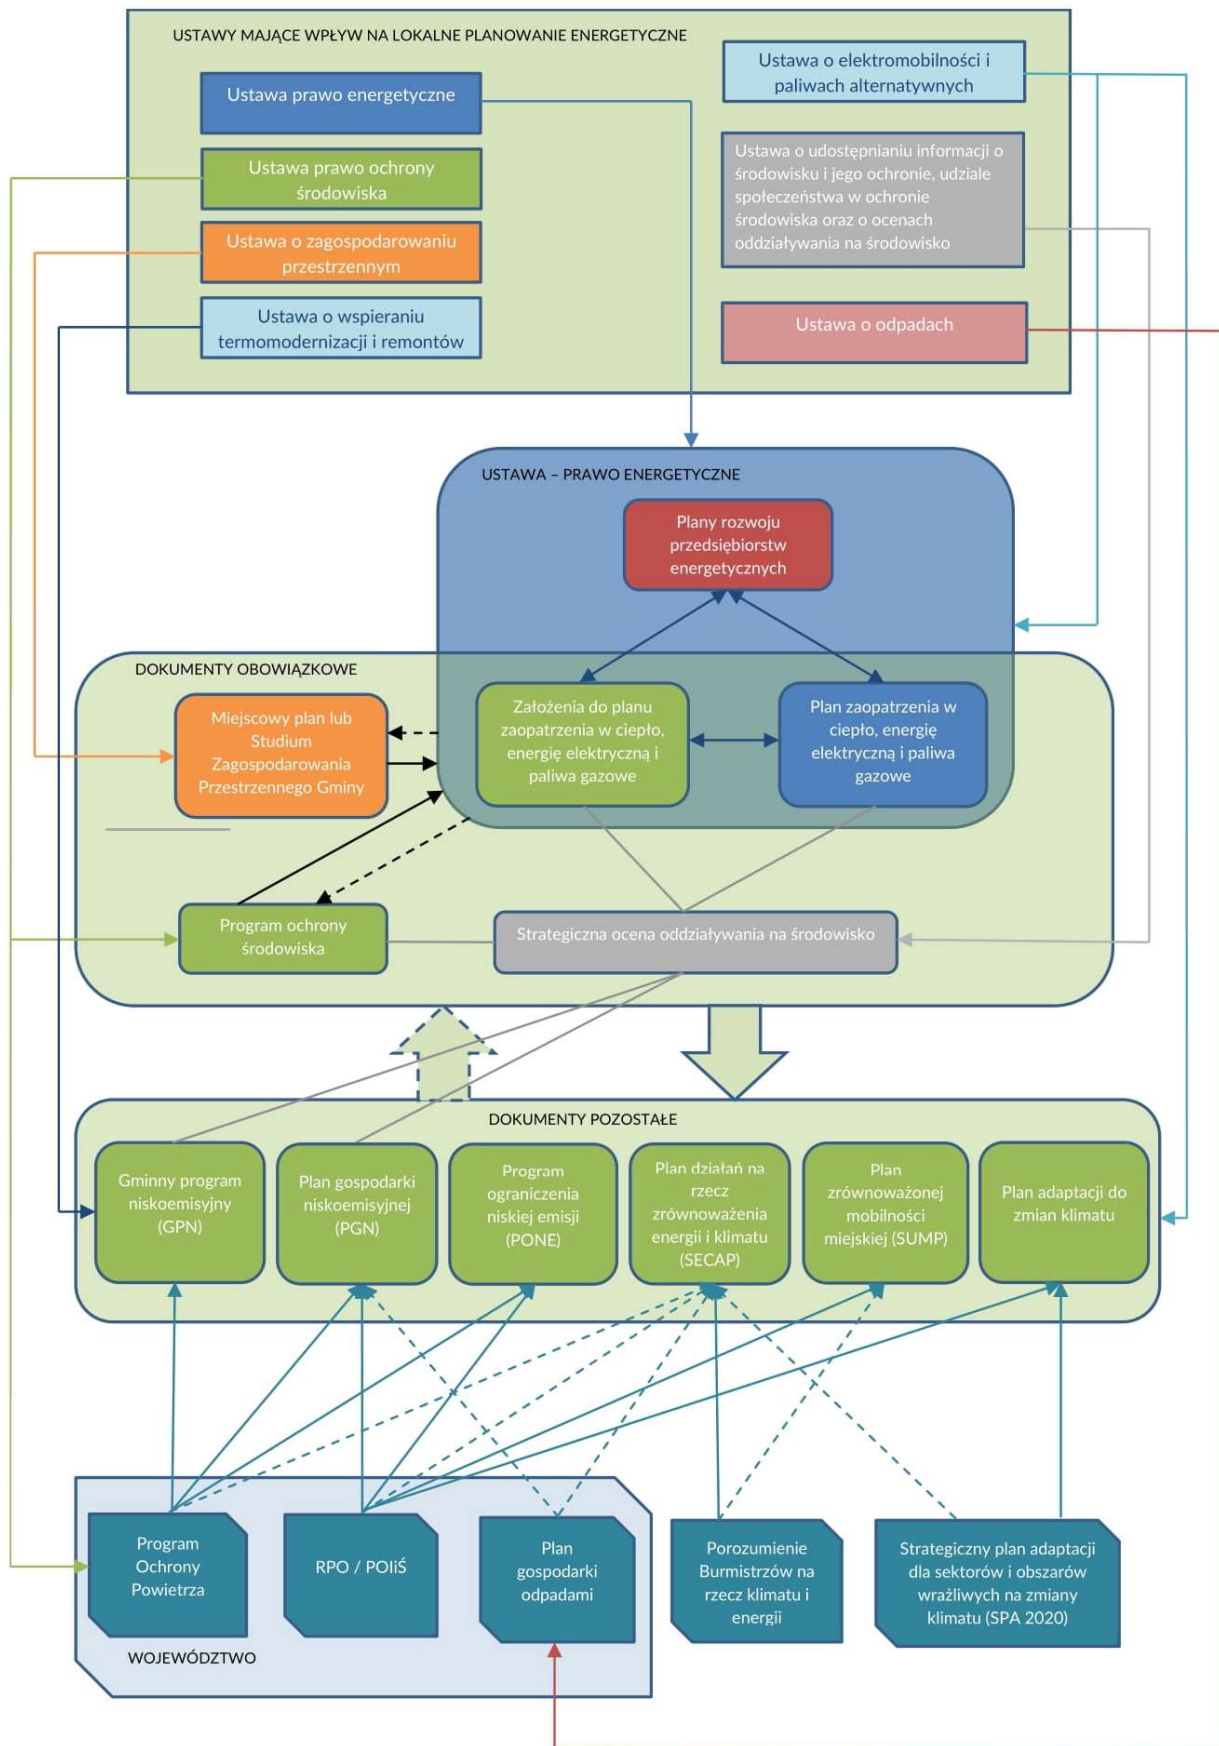 USTAWY MAJĄCE WPŁYW NA LOKALNE PLANOWANIE ENERGETYCZNE
Ustawa prawo energetyczne
Ustawa prawo ochrony
środowiska
Ustawa o zagospodarowaniu
przestrzennym
Ustawa o wspieraniu
termomodernizacji i remontów
Ustawa o elektromobilności i
paliwach alternatywnych
Ustawa o udostępnianiu informacji o
środowisku i jego ochronie, udziale
społeczeństwa w ochronie
środowiska oraz o ocenach
oddziaływania na środowisko
Ustawa o odpadach
USTAWA – PRAWO ENERGETYCZNE
Plany rozwoju
przedsiębiorstw
energetycznych
DOKUMENTY OBOWIĄZKOWE
Miejscowy plan lub
Studium
Zagospodarowania
Przestrzennego Gminy
Założenia do planu
zaopatrzenia w ciepło,
energię elektryczną i
paliwa gazowe
Plan zaopatrzenia w
ciepło, energię
elektryczną i paliwa
gazowe
Program ochrony
środowiska
Strategiczna ocena oddziaływania na środowisko
DOKUMENTY POZOSTAŁE
Gminny program
niskoemisyjny
(GPN)
Plan gospodarki
niskoemisyjnej
(PGN)
Program
ograniczenia
niskiej emisji
(PONE)
Plan działań na
rzecz
zrównoważenia
energii i klimatu
(SECAP)
Plan
zrównoważonej
mobilności
miejskiej (SUMP)
Plan adaptacji do
zmian klimatu
Program
Ochrony
Powietrza
RPO / POIiŚ
Plan
gospodarki
odpadami
Porozumienie
Burmistrzów na
rzecz klimatu i
energii
Strategiczny plan adaptacji
dla sektorów i obszarów
wrażliwych na zmiany
klimatu (SPA 2020)
WOJEWÓDZTWO